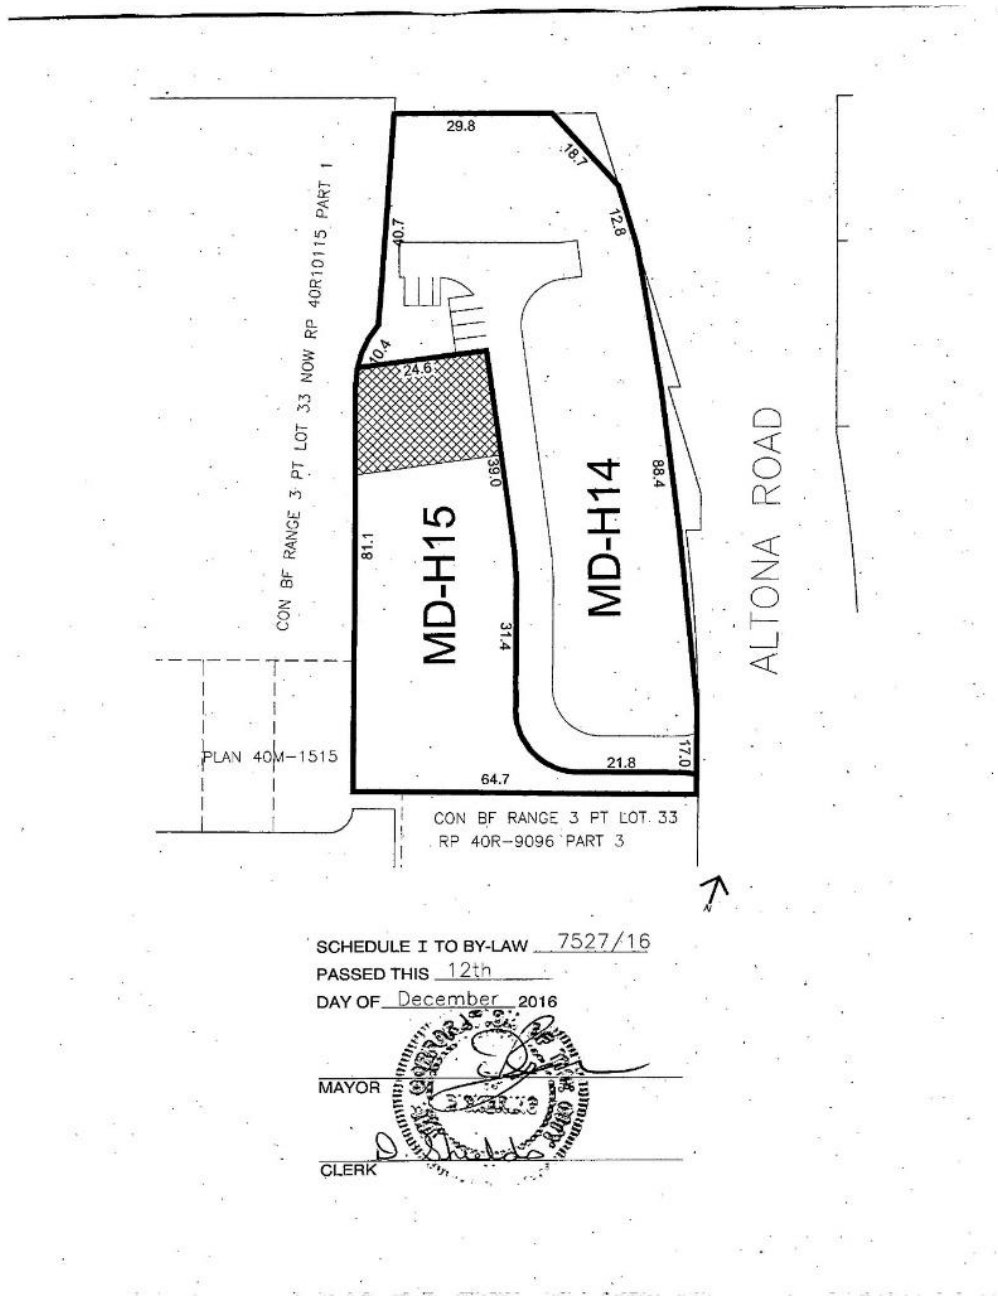 29.8
18.7
12.8
40.7
CON BF RANGE 3 PT LOT 33 NOW RP 40R10115 PART 1
10.4
24.6
39.0
88.4
MD-H15
MD-H14
ALTONA ROAD
81.1
31.4
PLAN 40M-1515
17.0
21.8
64.7
CON BF RANGE 3 PT LOT 33
RP 40R-9096 PART 3
N
SCHEDULE I TO BY-LAW 7527/16
PASSED THIS 12th
DAY OF December 2016
MAYOR
CLERK